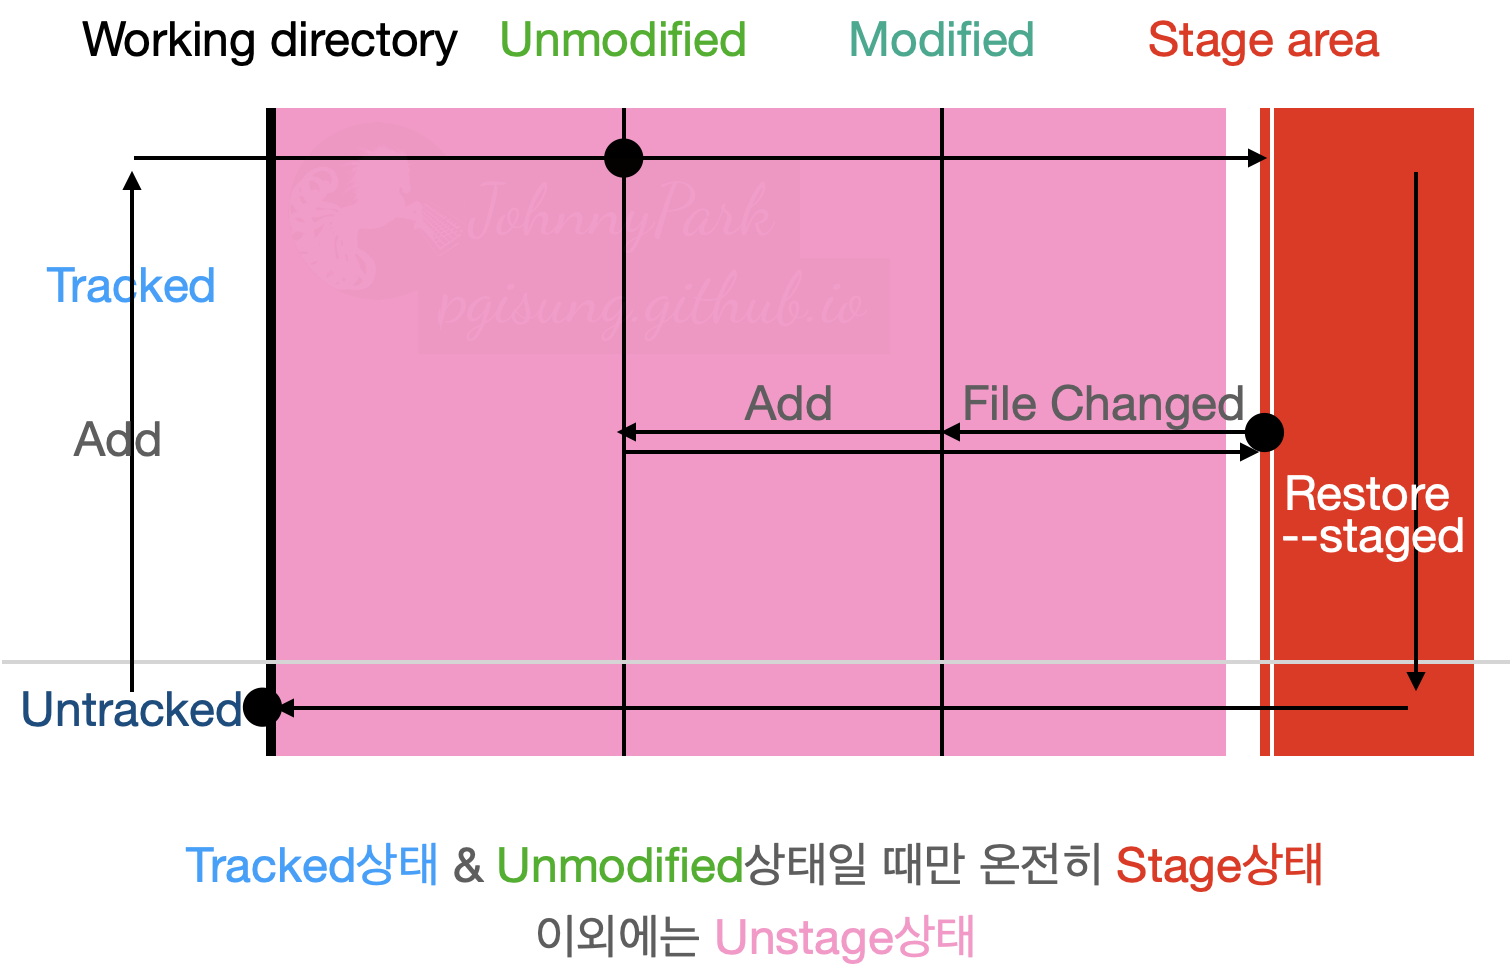 Working directory Unmodified Modified Stage area
JohnnyPark
Tracked
pgisung.github.io
Add File Changed
Add
Restore
--staged
Untracked
Tracked상태 & Unmodified상태일 때만 온전히 Stage상태
이외에는 Unstage상태